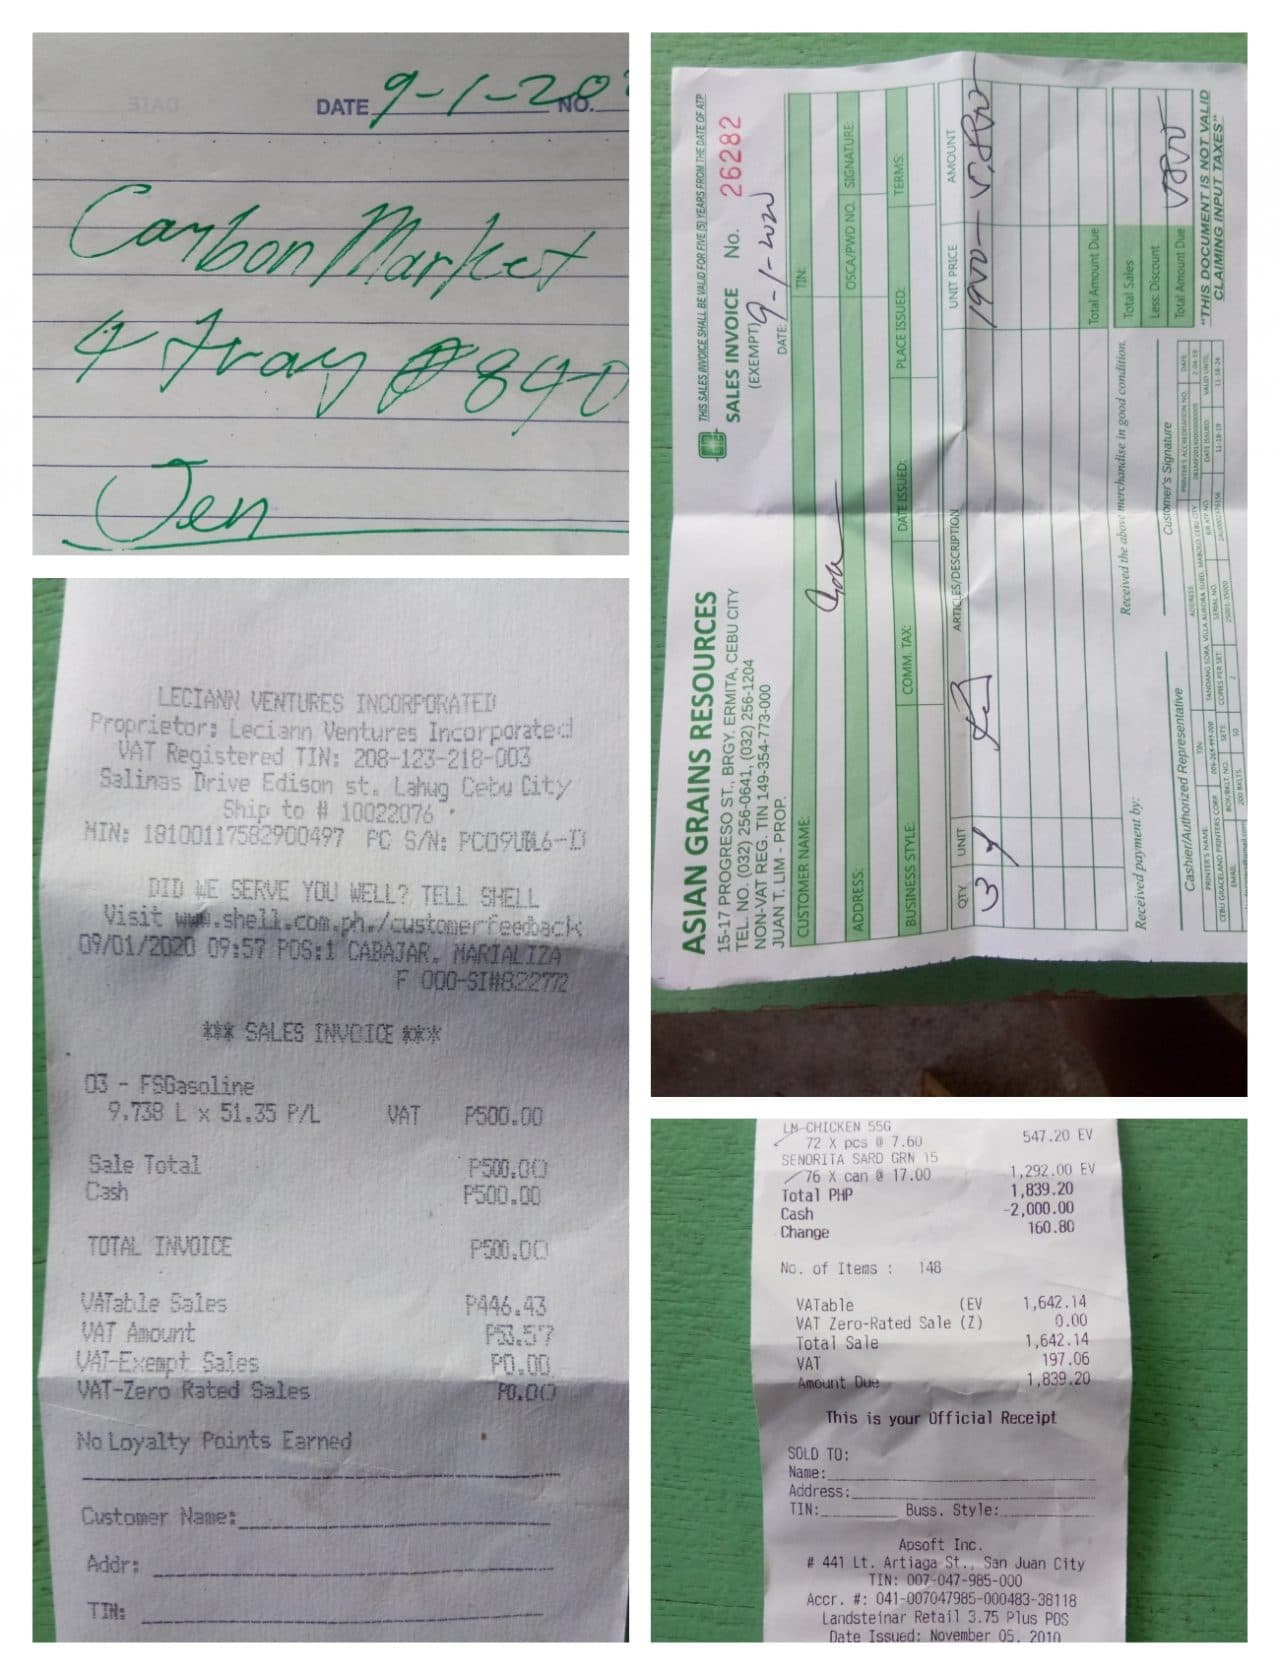 DATE 9-1-20
NO.
Carbon Market
4 Tray ₱840
Jen
THIS SALES INVOICE SHALL BE VALID FOR FIVE (5) YEARS FROM THE DATE OF ATP
ASIAN GRAINS RESOURCES
SALES INVOICE No. 26282
15-17 PROGRESO ST., BRGY. ERMITA, CEBU CITY
(EXEMPT)
TEL. NO. (032) 256-0641, (032) 256-1204
DATE: 9-1-2020
NON-VAT REG. TIN 149-354-773-000
JUAN T. LIM - PROP.
CUSTOMER NAME: TIN:
ADDRESS: OSCA/PWD NO. SIGNATURE:
BUSINESS STYLE: COMM. TAX: DATE ISSUED: PLACE ISSUED: TERMS:
QTY. UNIT ARTICLES/DESCRIPTION UNIT PRICE AMOUNT
3 1900
Total Amount Due
Received the above merchandise in good condition.
Total Sales
Received payment by:
Less: Discount
Customer's Signature
Total Amount Due
Cashier/Authorized Representative
"THIS DOCUMENT IS NOT VALID
CLAIMING INPUT TAXES"
PRINTER'S NAME: TIN: ADDRESS: PRINTER'S ACCREDITATION NO. DATE:
CEBU GRACELAND PRINTERS CORP
LECIANN VENTURES INCORPORATED
Proprietor: Leciann Ventures Incorporated
VAT Registered TIN: 208-123-218-003
Salinas Drive Edison st. Lahug Cebu City
Ship to # 10022076
MIN: 18100117582900497 PC S/N: PC09UBL6-D
DID WE SERVE YOU WELL? TELL SHELL
Visit www.shell.com.ph./customerfeedback
09/01/2020 09:57 POS:1 CABAJAR, MARIALIZA
F 000-SI#822772
*** SALES INVOICE ***
03 - FSGasoline
9.738 L x 51.35 P/L VAT P500.00
Sale Total P500.00
Cash P500.00
TOTAL INVOICE P500.00
VATable Sales P446.43
VAT Amount P53.57
VAT-Exempt Sales P0.00
VAT-Zero Rated Sales P0.00
No Loyalty Points Earned
Customer Name:
Addr:
TIN:
LM-CHICKEN 55G
72 X pcs @ 7.60 547.20 EV
SENORITA SARD GRN 15
76 X can @ 17.00 1,292.00 EV
Total PHP 1,839.20
Cash -2,000.00
Change 160.80
No. of Items : 148
VATable (EV 1,642.14
VAT Zero-Rated Sale (Z) 0.00
Total Sale 1,642.14
VAT 197.06
Amount Due 1,839.20
This is your Official Receipt
SOLD TO:
Name:
Address:
TIN: Buss. Style:
Apsoft Inc.
# 441 Lt. Artiaga St., San Juan City
TIN: 007-047-985-000
Accr. #: 041-007047985-000483-38118
Landsteinar Retail 3.75 Plus POS
Date Issued: November 05, 2010